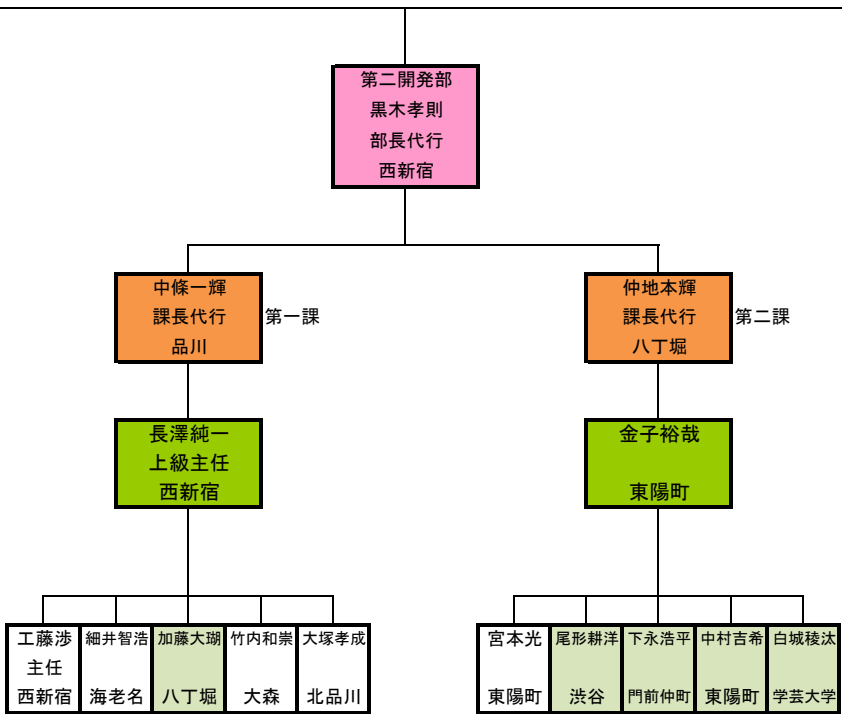 第二開発部
黒木孝則
部長代行
西新宿
中條一輝
課長代行
品川
第一課
仲地本輝
課長代行
八丁堀
第二課
長澤純一
上級主任
西新宿
金子裕哉
東陽町
工藤渉
主任
西新宿
細井智浩
海老名
加藤大瑚
八丁堀
竹内和崇
大森
大塚孝成
北品川
宮本光
東陽町
尾形耕洋
渋谷
下永浩平
門前仲町
中村吉希
東陽町
白城稜汰
学芸大学